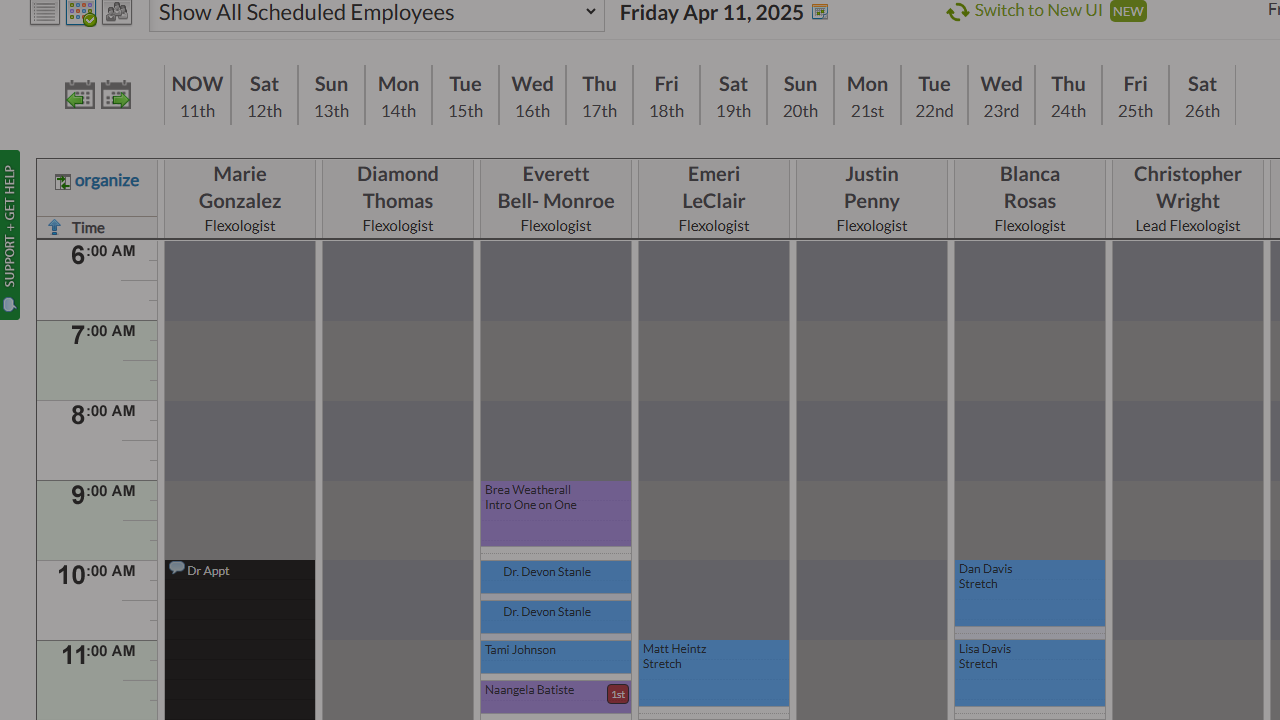 Show All Scheduled Employees
Friday Apr 11, 2025
Switch to New UI NEW
NOW Sat Sun Mon Tue Wed Thu Fri Sat Sun Mon Tue Wed Thu Fri Sat
11th 12th 13th 14th 15th 16th 17th 18th 19th 20th 21st 22nd 23rd 24th 25th 26th
SUPPORT + GET HELP
organize
Time
Marie
Gonzalez
Flexologist
Diamond
Thomas
Flexologist
Everett
Bell- Monroe
Flexologist
Emeri
LeClair
Flexologist
Justin
Penny
Flexologist
Blanca
Rosas
Flexologist
Christopher
Wright
Lead Flexologist
6:00 AM
7:00 AM
8:00 AM
9:00 AM
Brea Weatherall
Intro One on One
10:00 AM
Dr Appt
Dr. Devon Stanle
Dan Davis
Stretch
Dr. Devon Stanle
11:00 AM
Tami Johnson
Matt Heintz
Stretch
Lisa Davis
Stretch
Naangela Batiste
1st